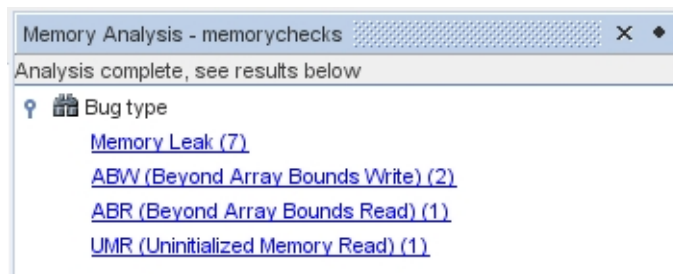 Memory Analysis - memorychecks
Analysis complete, see results below
Bug type
Memory Leak (7)
ABW (Beyond Array Bounds Write) (2)
ABR (Beyond Array Bounds Read) (1)
UMR (Uninitialized Memory Read) (1)